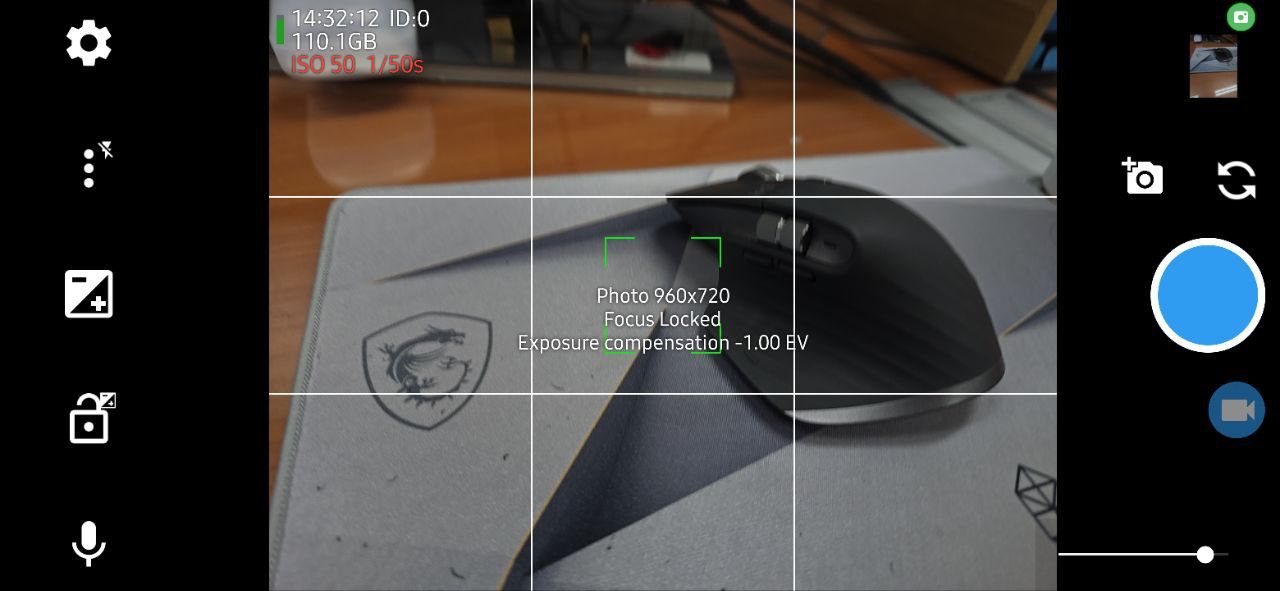 14:32:12 ID:0
110.1GB
ISO 50 1/50s
Photo 960x720
Focus Locked
Exposure compensation -1.00 EV